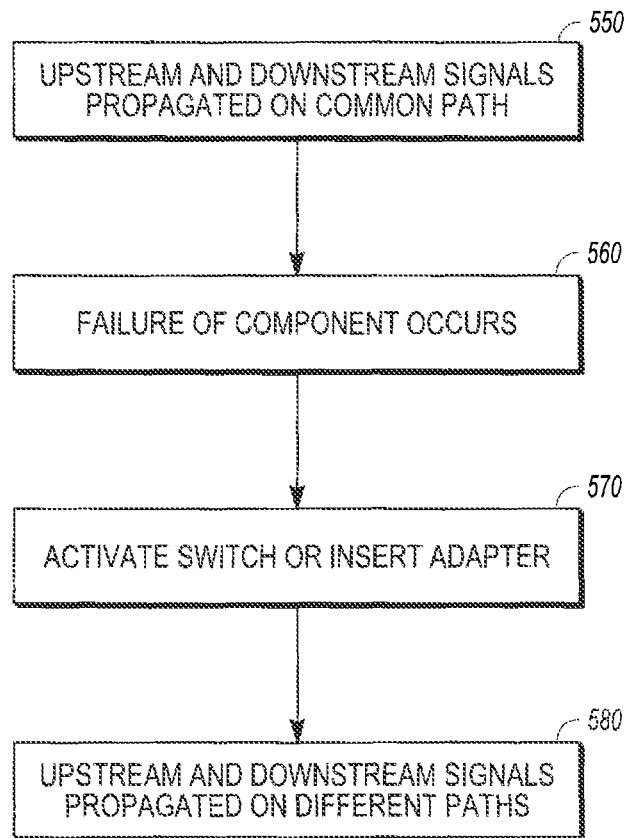 550
UPSTREAM AND DOWNSTREAM SIGNALS
PROPAGATED ON COMMON PATH
560
FAILURE OF COMPONENT OCCURS
570
ACTIVATE SWITCH OR INSERT ADAPTER
580
UPSTREAM AND DOWNSTREAM SIGNALS
PROPAGATED ON DIFFERENT PATHS